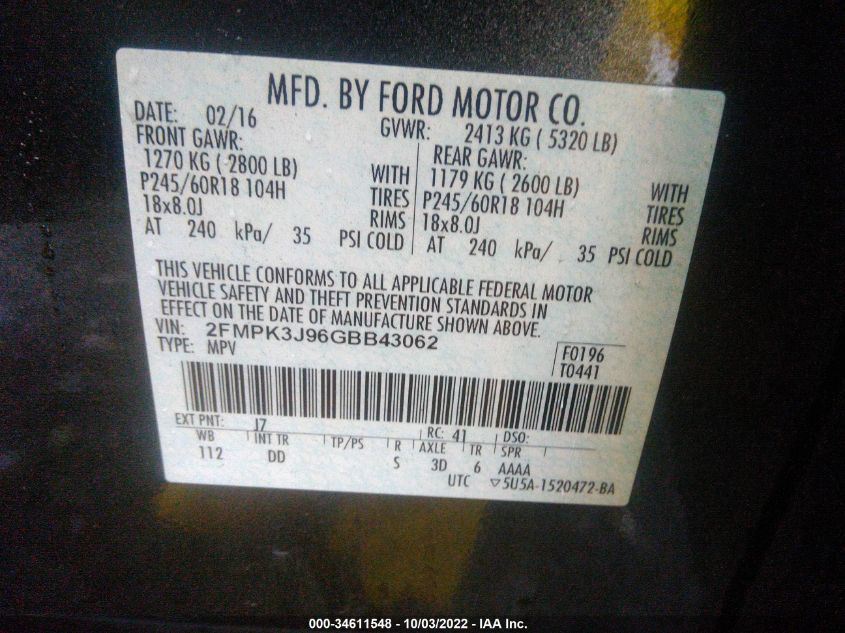 MFD. BY FORD MOTOR CO.
DATE: 02/16 GVWR: 2413 KG ( 5320 LB)
FRONT GAWR: REAR GAWR:
1270 KG ( 2800 LB) WITH 1179 KG ( 2600 LB) WITH
P245/60R18 104H TIRES P245/60R18 104H TIRES
18x8.0J RIMS 18x8.0J RIMS
AT 240 kPa/ 35 PSI COLD AT 240 kPa/ 35 PSI COLD
THIS VEHICLE CONFORMS TO ALL APPLICABLE FEDERAL MOTOR
VEHICLE SAFETY AND THEFT PREVENTION STANDARDS IN
EFFECT ON THE DATE OF MANUFACTURE SHOWN ABOVE.
VIN: 2FMPK3J96GBB43062
TYPE: MPV
F0196
T0441
EXT PNT: J7 RC: 41 DSO:
WB INT TR TP/PS R AXLE TR SPR
112 DD S 3D 6 AAAA
UTC ▽5U5A-1520472-BA
000-34611548 - 10/03/2022 - IAA Inc.